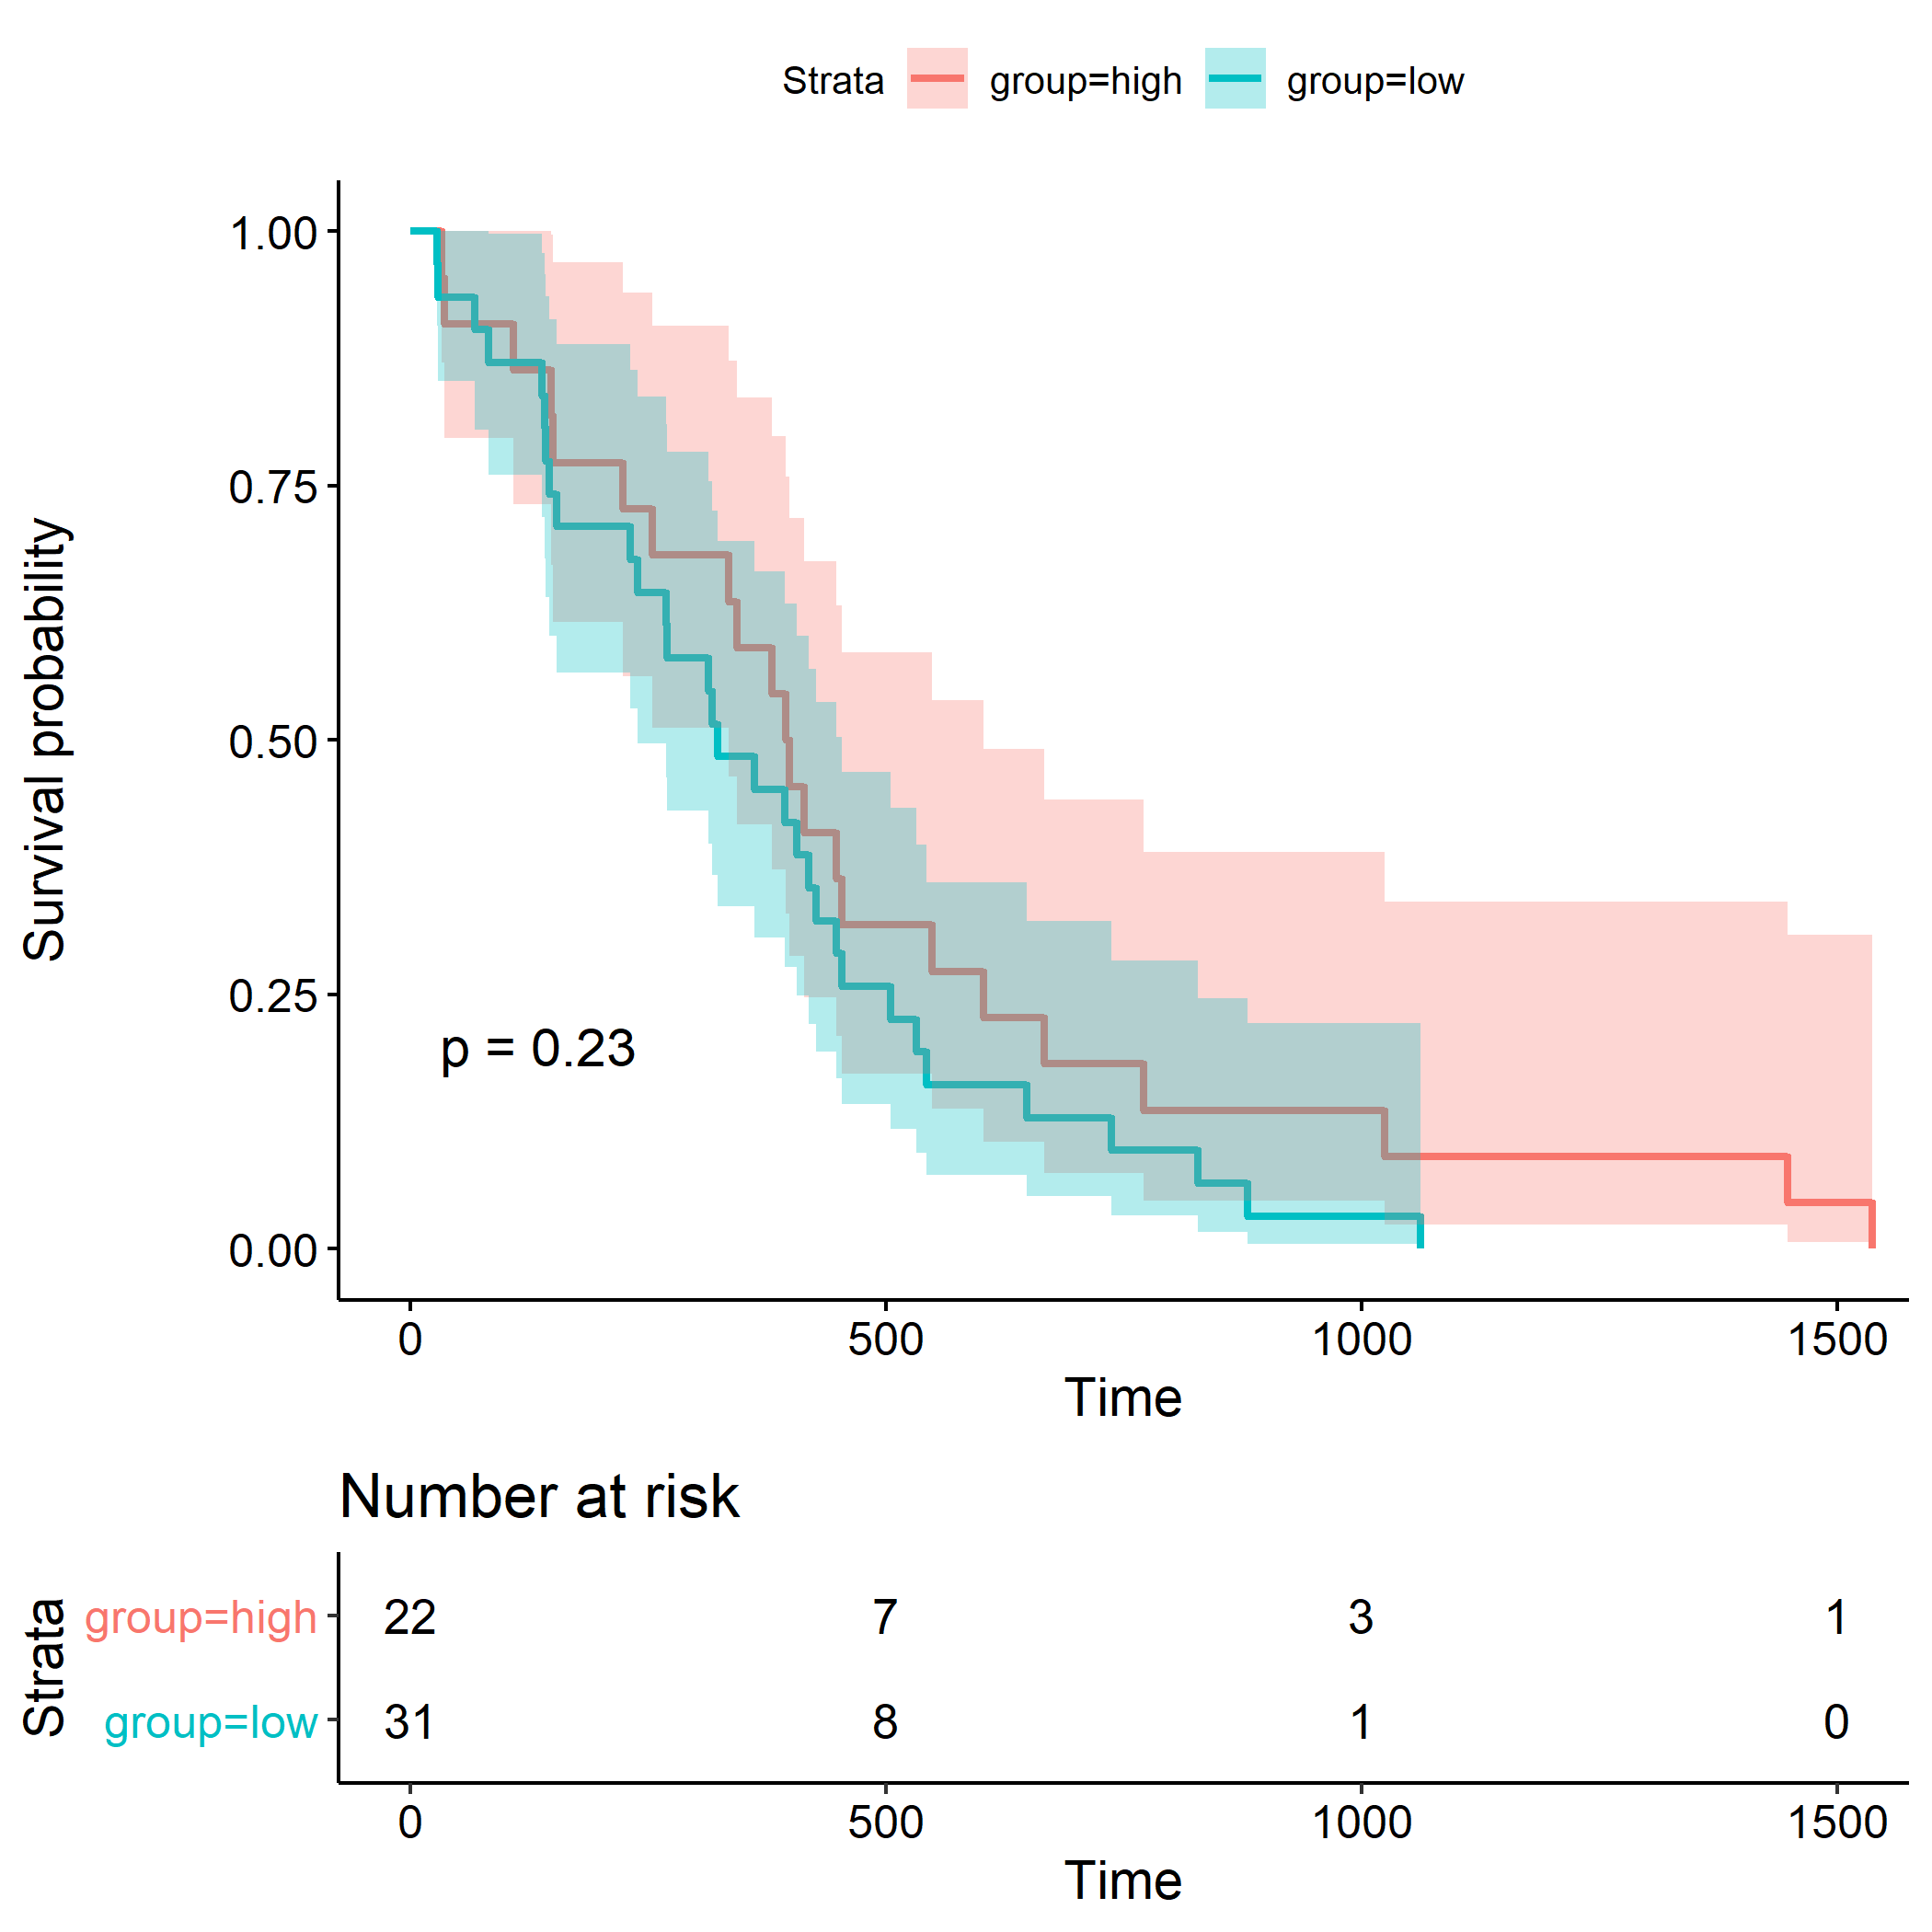 Strata group=high group=low
Survival probability
1.00
0.75
0.50
0.25
0.00
p = 0.23
0 500 1000 1500
Time
Number at risk
Strata
group=high 22 7 3 1
group=low 31 8 1 0
0 500 1000 1500
Time